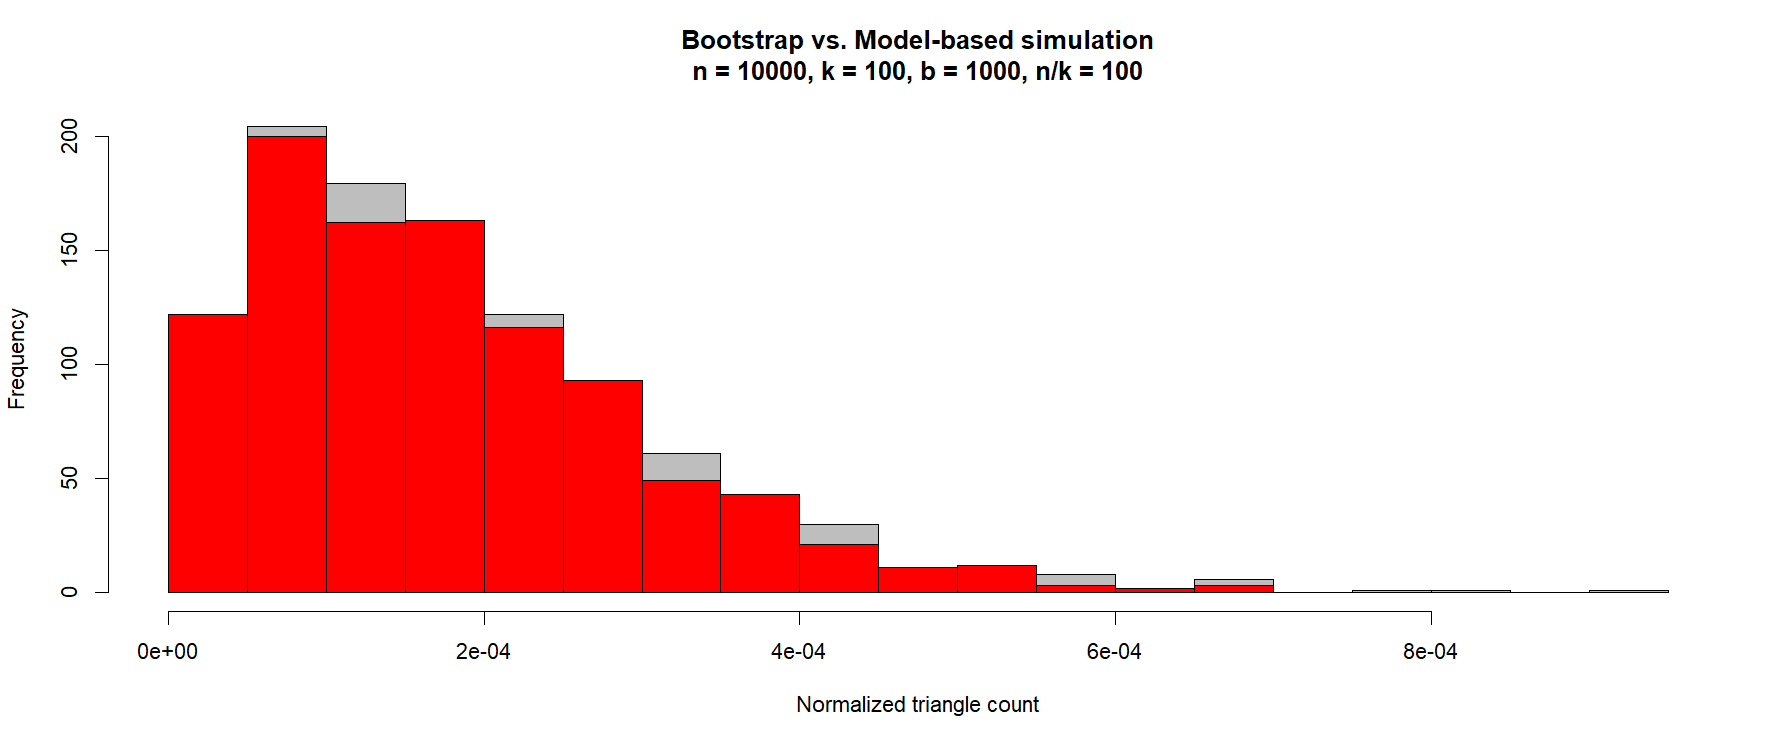 Bootstrap vs. Model-based simulation
n = 10000, k = 100, b = 1000, n/k = 100
Frequency
200
150
100
50
0
0e+00 2e-04 4e-04 6e-04 8e-04
Normalized triangle count